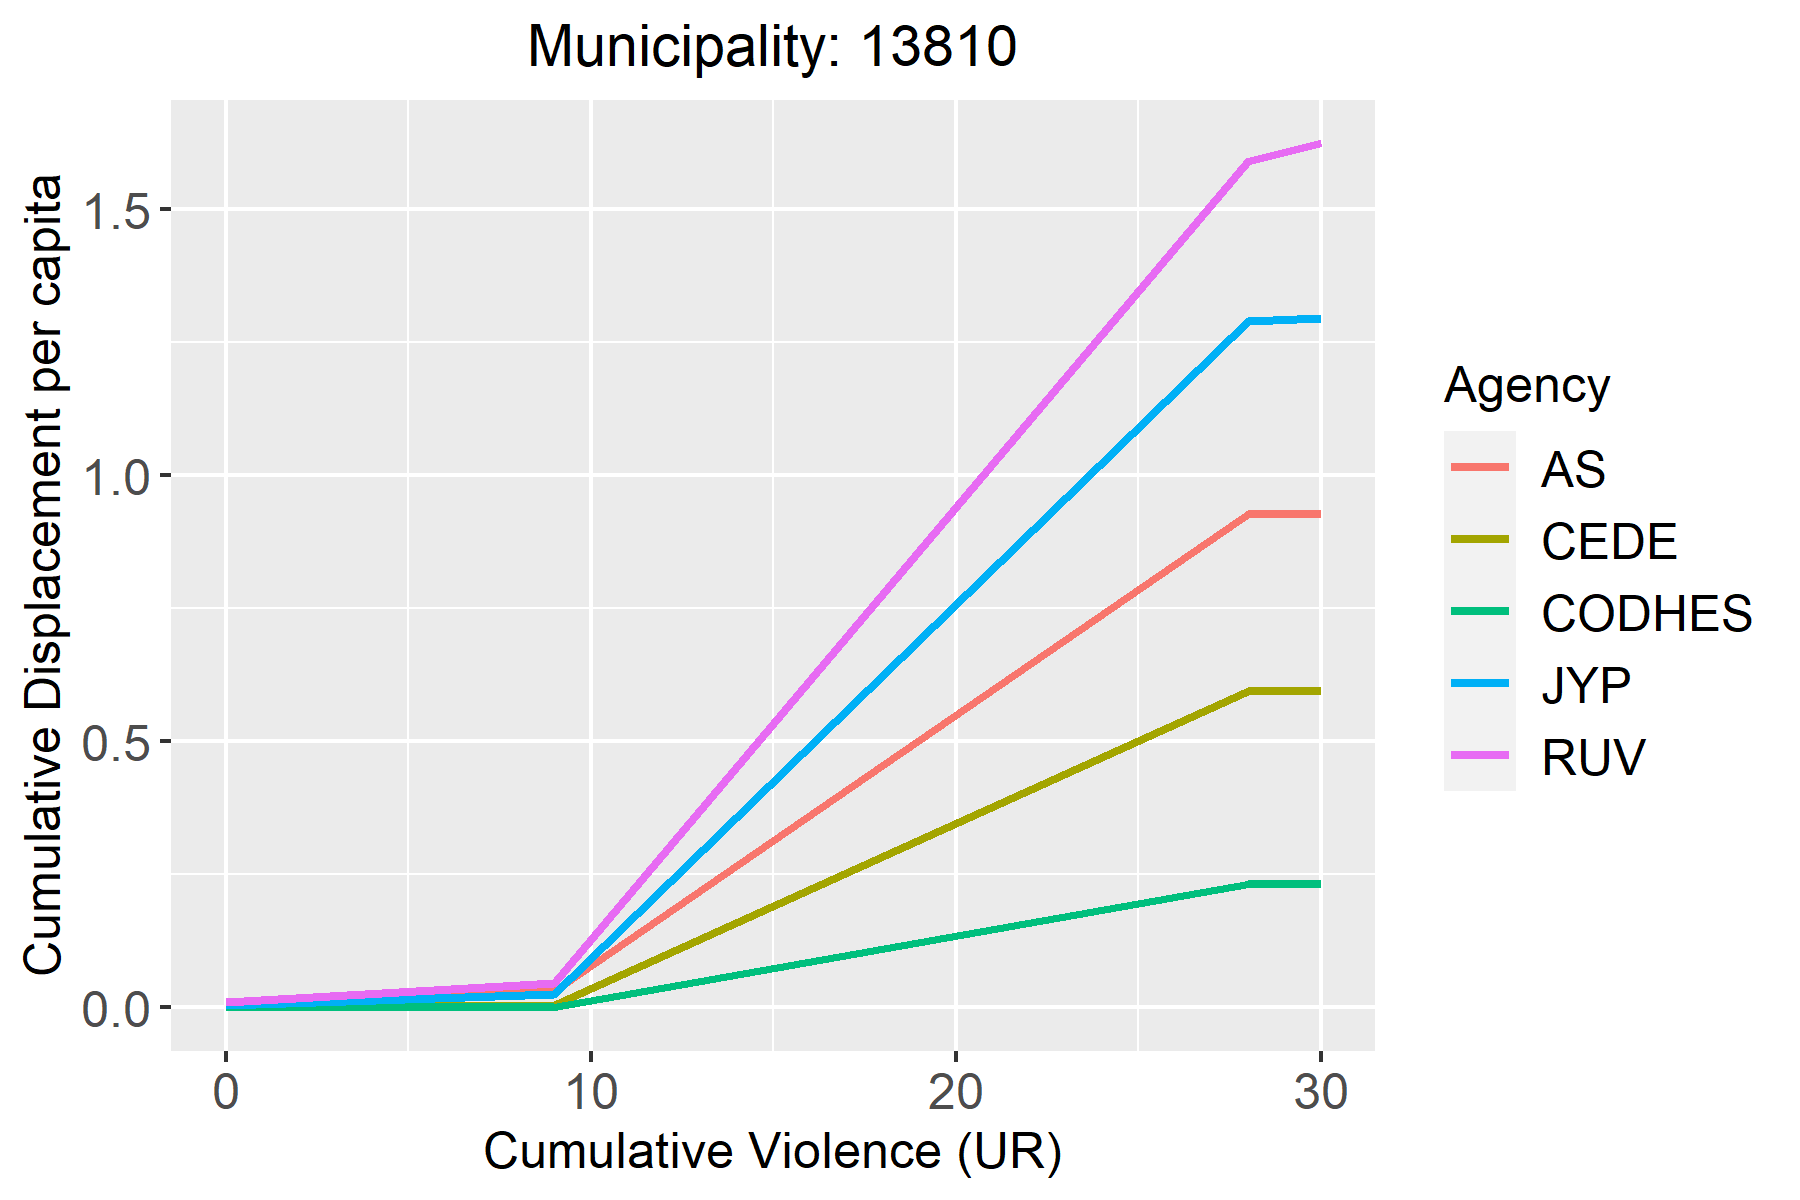 Municipality: 13810
Cumulative Displacement per capita
1.5
1.0
0.5
0.0
0
10
20
30
Cumulative Violence (UR)
Agency
AS
CEDE
CODHES
JYP
RUV